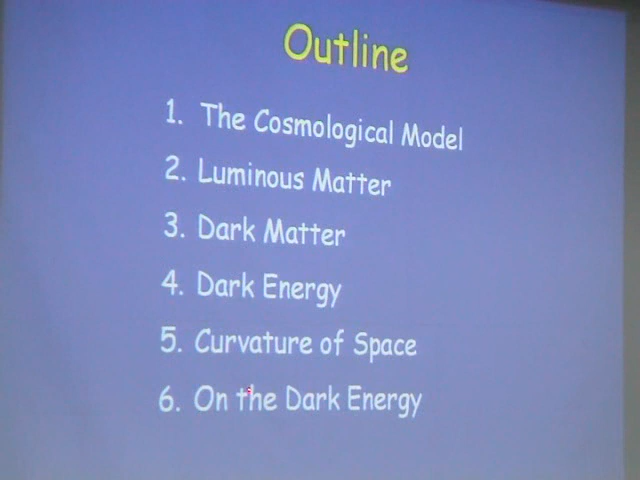 Outline
1. The Cosmological Model
2. Luminous Matter
3. Dark Matter
4. Dark Energy
5. Curvature of Space
6. On the Dark Energy